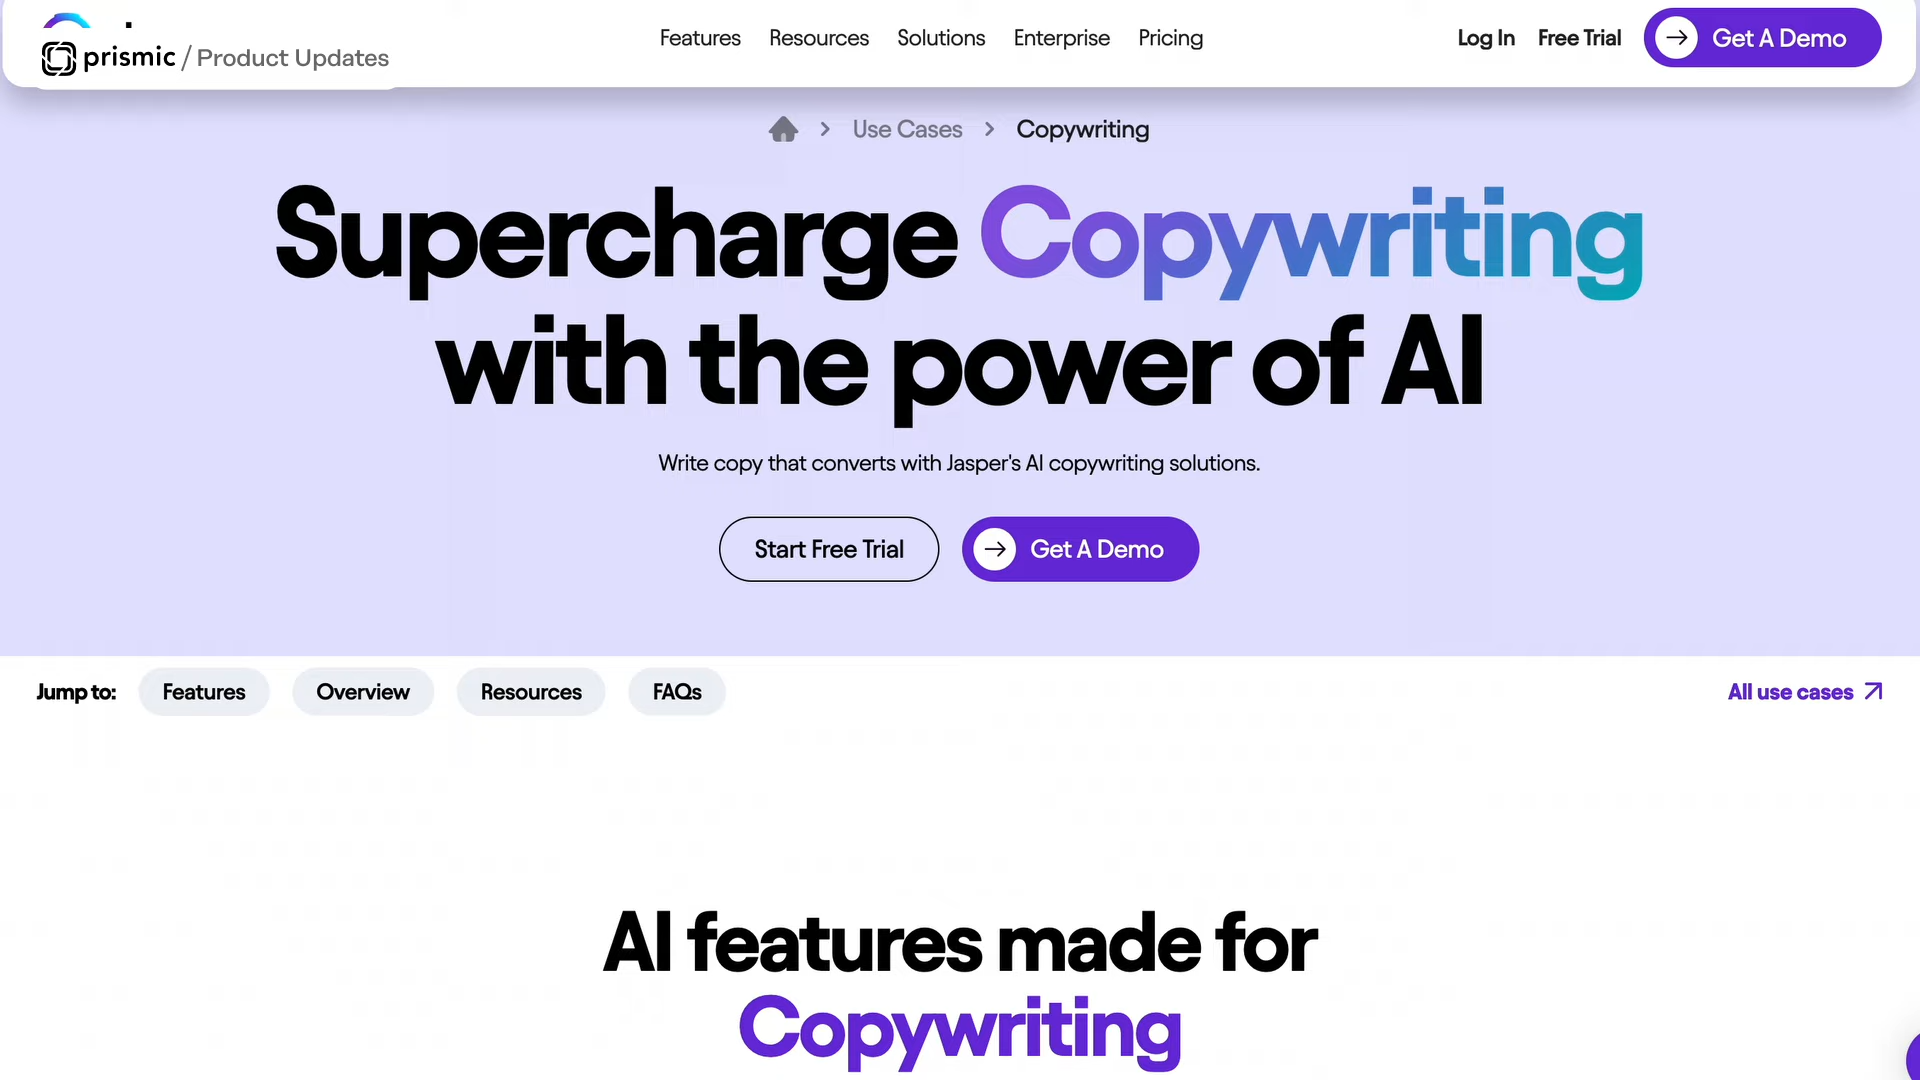 prismic / Product Updates
Features Resources Solutions Enterprise Pricing
Log In Free Trial Get A Demo
Use Cases Copywriting
Supercharge Copywriting
with the power of AI
Write copy that converts with Jasper's AI copywriting solutions.
Start Free Trial Get A Demo
Jump to: Features Overview Resources FAQs All use cases
AI features made for
Copywriting